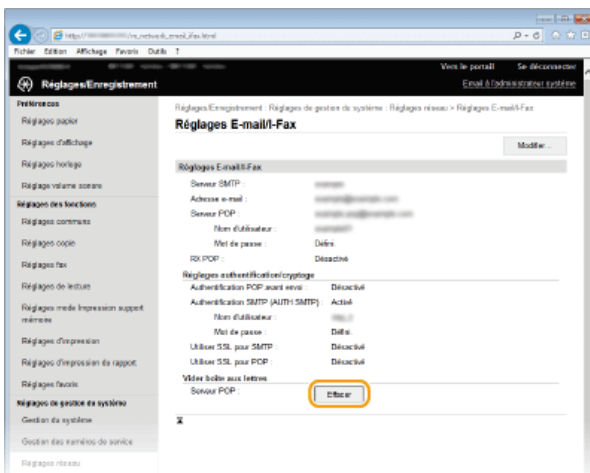 http://
/m_network_email_ifax.html
Fichier Edition Affichage Favoris Outils ?
Vers le portail Se déconnecter
Réglages/Enregistrement
Email à l'administrateur système
Préférences
Réglages papier
Réglages d'affichage
Réglages horloge
Réglage volume sonore
Réglages des fonctions
Réglages communs
Réglages copie
Réglages fax
Réglages de lecture
Réglages mode Impression support
mémoire
Réglages d'impression
Réglages d'impression de rapport
Réglages favoris
Réglages de gestion du système
Gestion du système
Gestion des numéros de service
Réglages réseau
Réglages/Enregistrement : Réglages de gestion du système : Réglages réseau > Réglages E-mail/I-Fax
Réglages E-mail/I-Fax
Modifier...
Réglages E-mail/I-Fax
Serveur SMTP :
Adresse e-mail :
Serveur POP :
Nom d'utilisateur :
Mot de passe : Défini.
RX POP : Désactivé
Réglages authentification/cryptage
Authentification POP avant envoi : Désactivé
Authentification SMTP (AUTH SMTP) : Activé
Nom d'utilisateur :
Mot de passe : Défini.
Utiliser SSL pour SMTP : Désactivé
Utiliser SSL pour POP : Désactivé
Vider boîte aux lettres
Serveur POP : Effacer